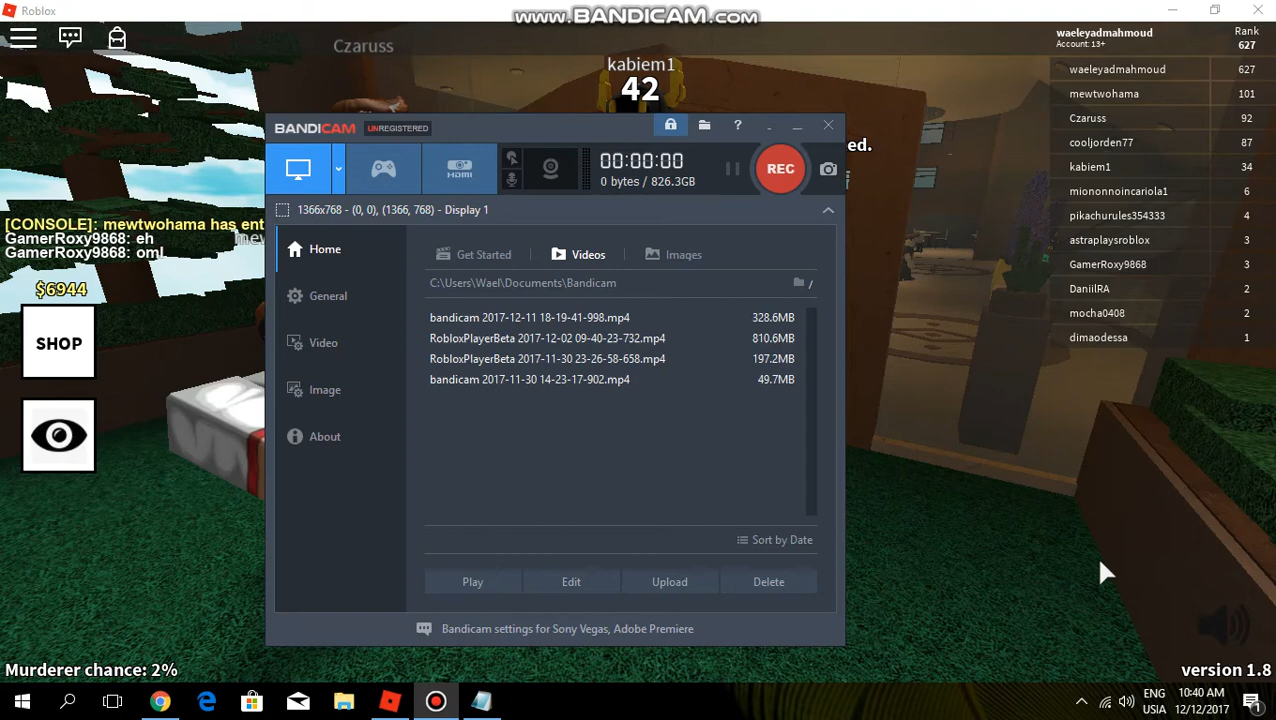 Roblox
www.BANDICAM.com
Czaruss
kabiem1
42
ed.
waeleyadmahmoud
Account: 13+
Rank
627
waeleyadmahmoud 627
mewtwohama 101
Czaruss 92
cooljorden77 87
kabiem1 34
miononnoincariola1 6
pikachurules354333 4
astraplaysroblox 3
GamerRoxy9868 3
DaniilRA 2
mocha0408 2
dimaodessa 1
[CONSOLE]: mewtwohama has ent
GamerRoxy9868: eh
GamerRoxy9868: oml
$6944
SHOP
BANDICAM UNREGISTERED
?
HDMI
00:00:00
0 bytes / 826.3GB
REC
1366x768 - (0, 0), (1366, 768) - Display 1
Home
General
Video
Image
About
Get Started
Videos
Images
C:\Users\Wael\Documents\Bandicam
/
bandicam 2017-12-11 18-19-41-998.mp4 328.6MB
RobloxPlayerBeta 2017-12-02 09-40-23-732.mp4 810.6MB
RobloxPlayerBeta 2017-11-30 23-26-58-658.mp4 197.2MB
bandicam 2017-11-30 14-23-17-902.mp4 49.7MB
Sort by Date
Play Edit Upload Delete
Bandicam settings for Sony Vegas, Adobe Premiere
Murderer chance: 2%
version 1.8
ENG
USIA
10:40 AM
12/12/2017
1